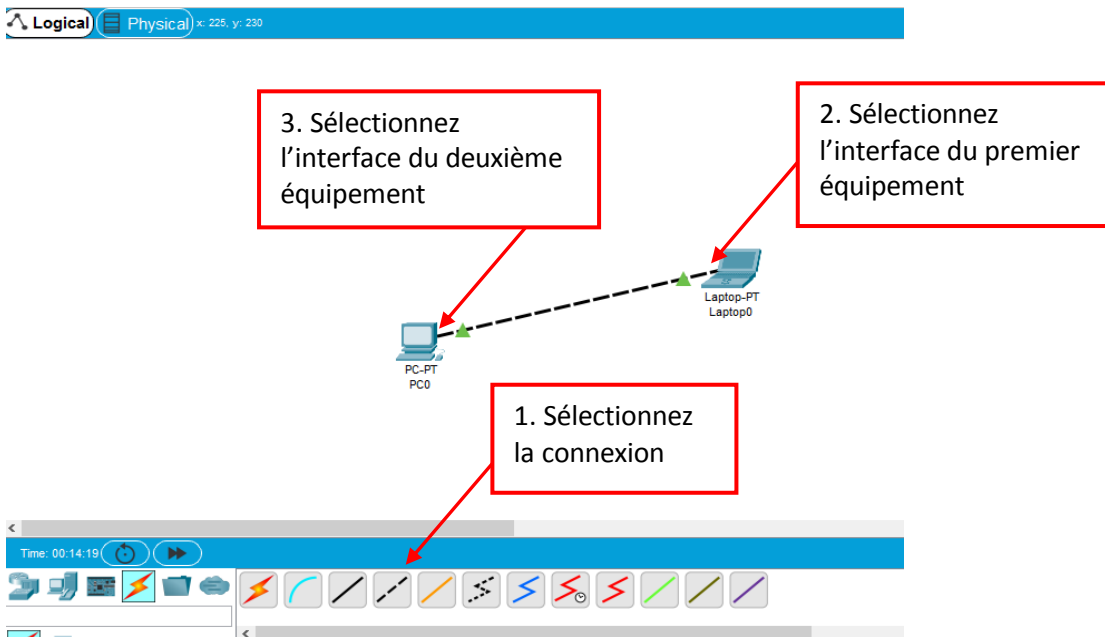 Logical Physical x: 225, y: 230
3. Sélectionnez
l’interface du deuxième
équipement
2. Sélectionnez
l’interface du premier
équipement
Laptop-PT
Laptop0
PC-PT
PC0
1. Sélectionnez
la connexion
Time: 00:14:19